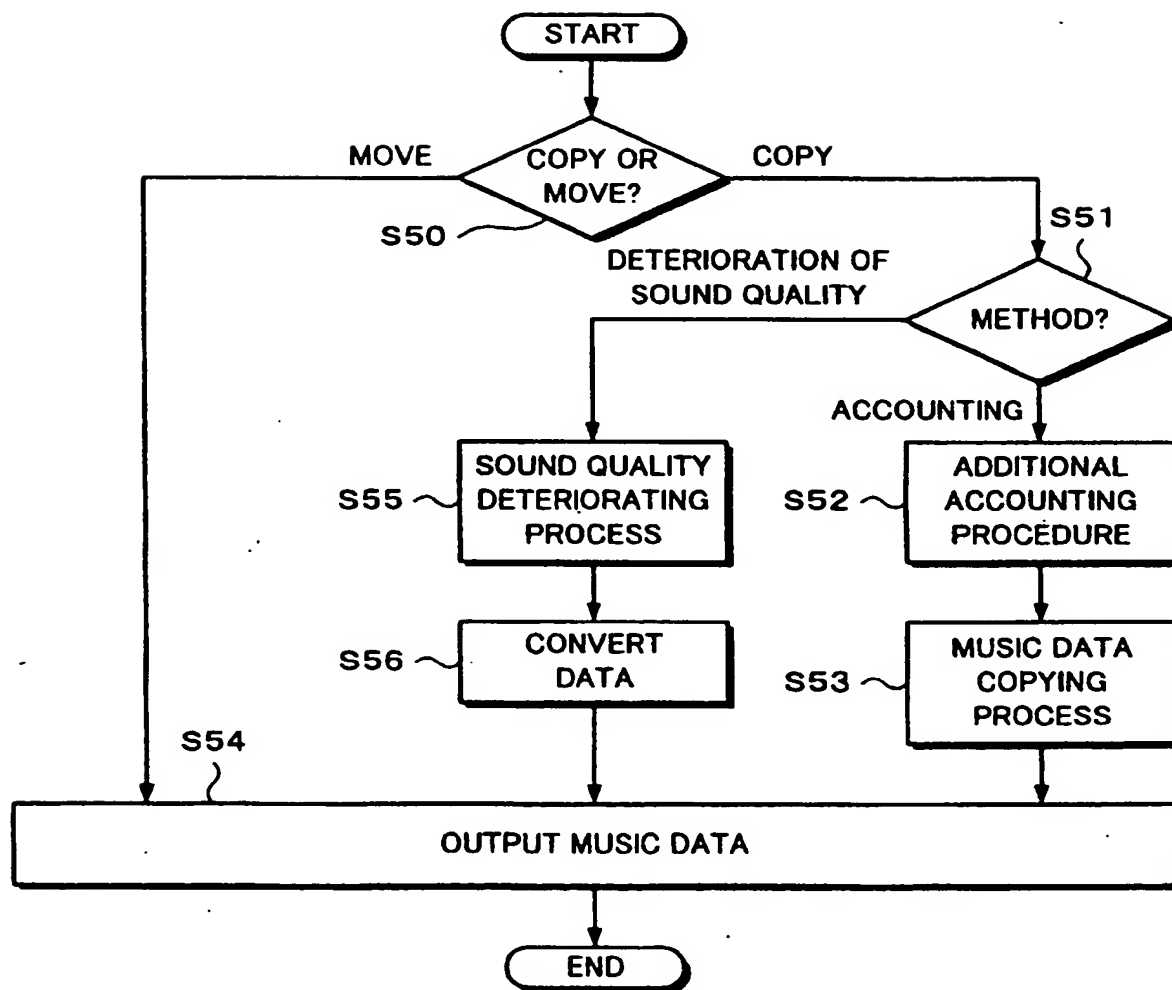 START
COPY OR
MOVE?
MOVE
COPY
S50
S51
DETERIORATION OF
SOUND QUALITY
METHOD?
ACCOUNTING
S55
SOUND QUALITY
DETERIORATING
PROCESS
S52
ADDITIONAL
ACCOUNTING
PROCEDURE
S56
CONVERT
DATA
S53
MUSIC DATA
COPYING
PROCESS
S54
OUTPUT MUSIC DATA
END